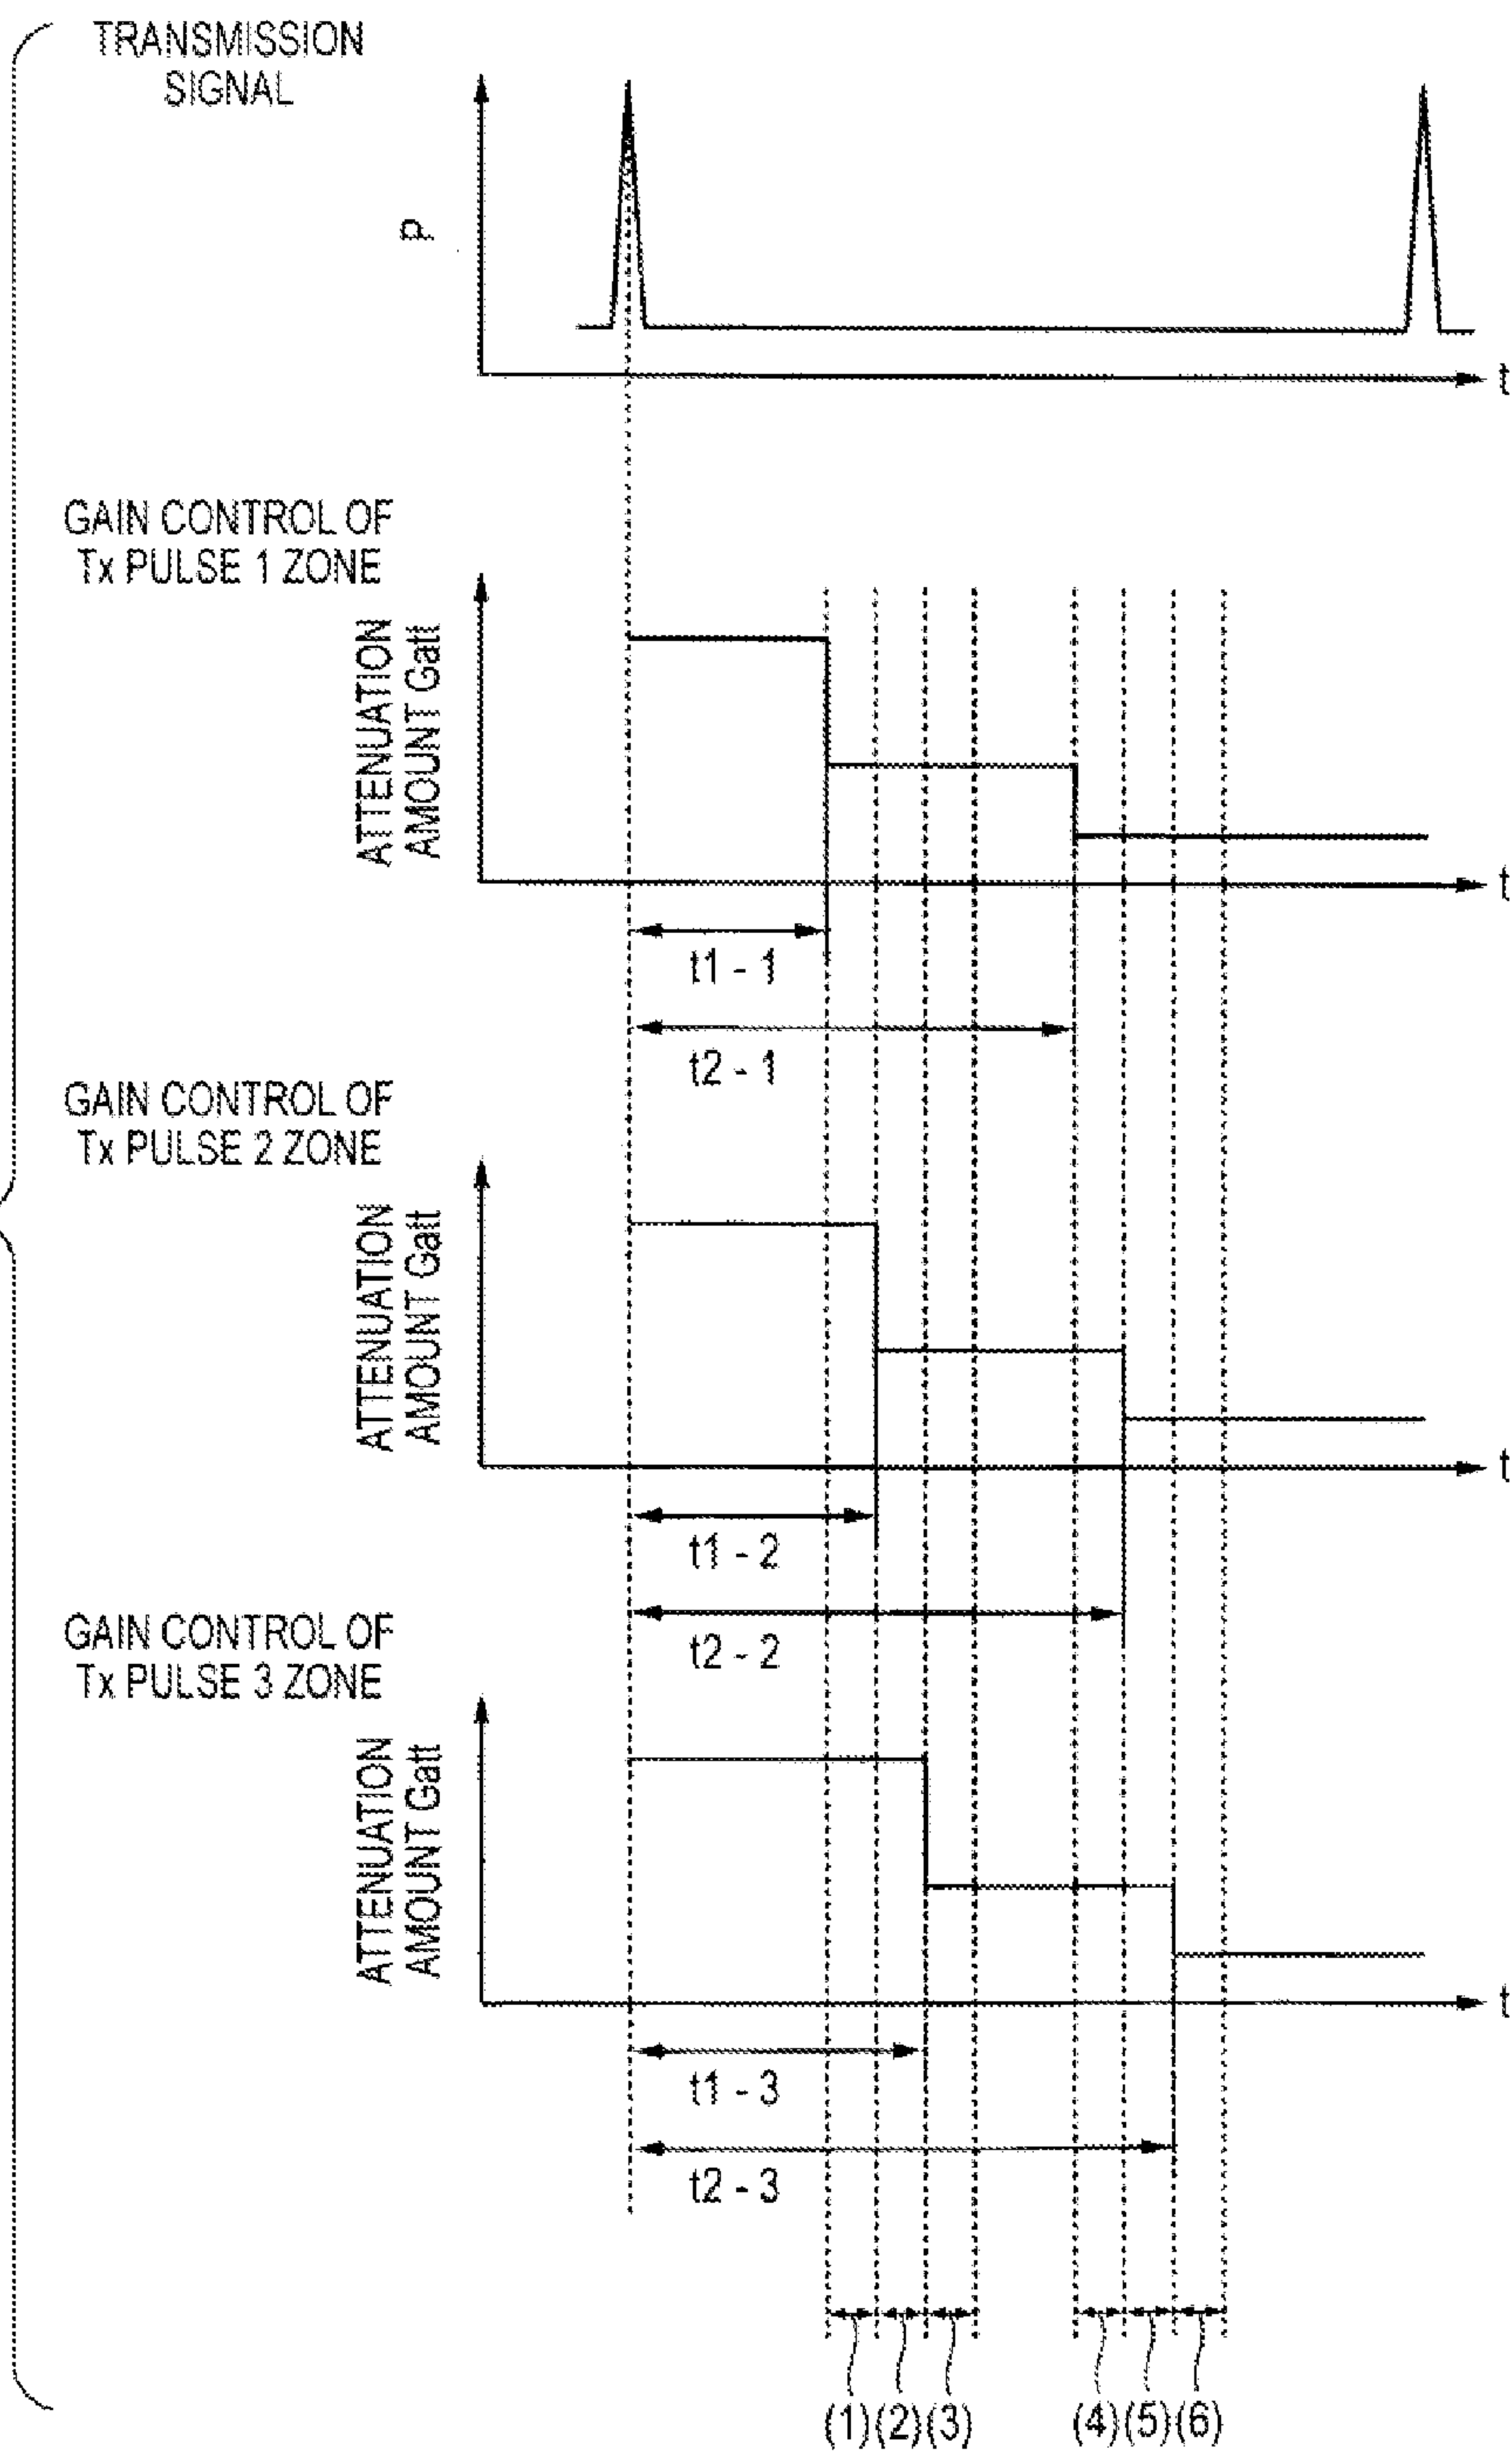 TRANSMISSION
SIGNAL
P
t
GAIN CONTROL OF
Tx PULSE 1 ZONE
ATTENUATION
AMOUNT Gatt
t
t1 - 1
t2 - 1
GAIN CONTROL OF
Tx PULSE 2 ZONE
ATTENUATION
AMOUNT Gatt
t
t1 - 2
t2 - 2
GAIN CONTROL OF
Tx PULSE 3 ZONE
ATTENUATION
AMOUNT Gatt
t
t1 - 3
t2 - 3
(1) (2) (3) (4) (5) (6)